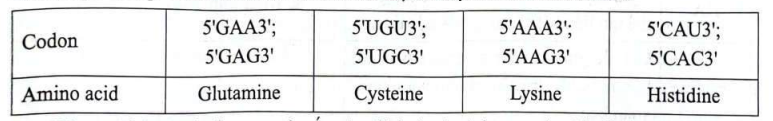 Codon 5'GAA3'; 5'GAG3' 5'UGU3'; 5'UGC3' 5'AAA3'; 5'AAG3' 5'CAU3'; 5'CAC3'
Amino acid Glutamine Cysteine Lysine Histidine